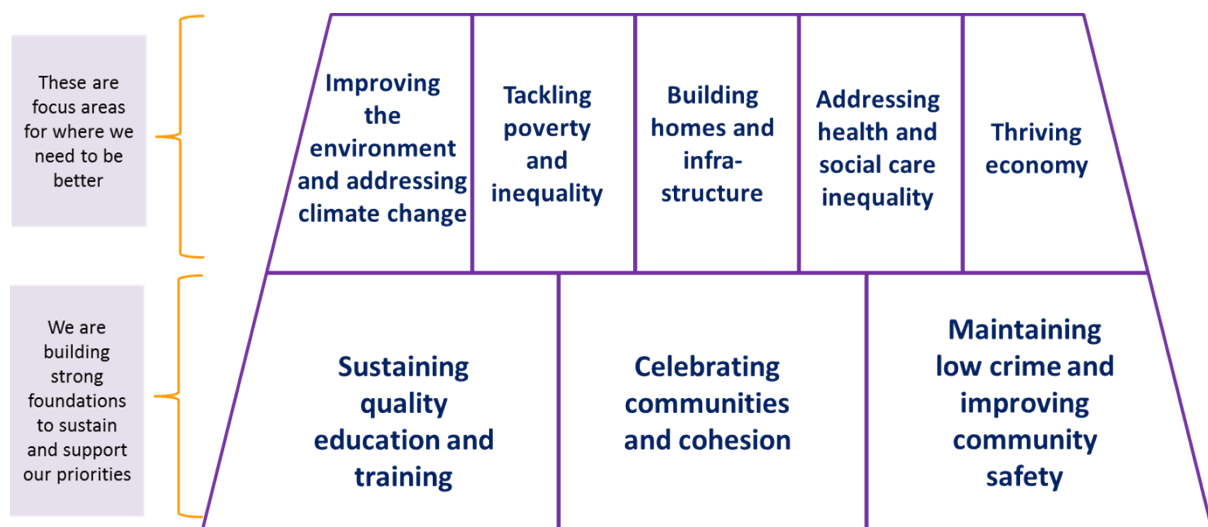 These are
focus areas
for where we
need to be
better
Improving
the
environment
and addressing
climate change
Tackling
poverty
and
inequality
Building
homes and
infra-
structure
Addressing
health and
social care
inequality
Thriving
economy
We are
building
strong
foundations
to sustain
and support
our priorities
Sustaining
quality
education and
training
Celebrating
communities
and cohesion
Maintaining
low crime and
improving
community
safety